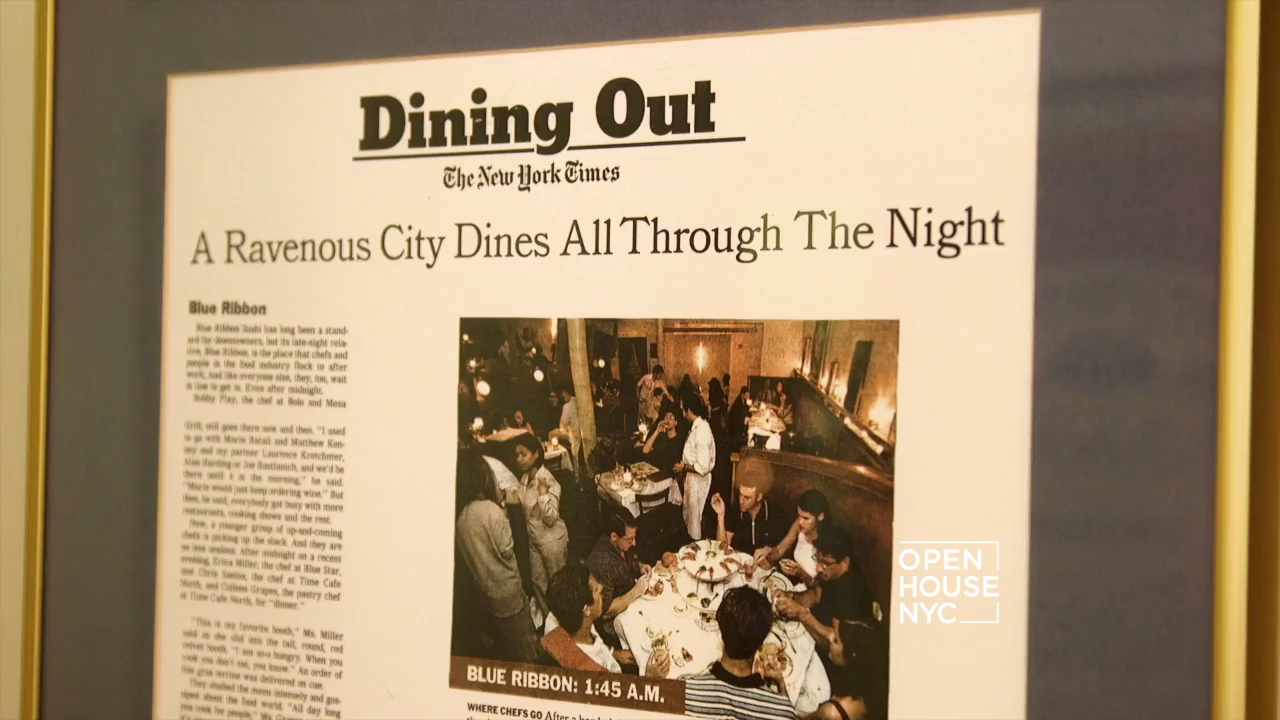 Dining Out
The New York Times
A Ravenous City Dines All Through The Night
Blue Ribbon
Blue Ribbon Sushi has long been a stand-
ard for downtowners, but its late-night rela-
tive, Blue Ribbon, is the place that chefs and
people in the food industry flock to after
work. And like everyone else, they, too, wait
in line to get in. Even after midnight.
Bobby Flay, the chef at Bolo and Mesa
Grill, still goes there now and then. "I used
to go with Mario Batali and Matthew Ken-
ney and my partner Laurence Kretchmer,
Alan Harding or Joe Bastianich, and we'd be
there until 4 in the morning," he said.
"Mario would just keep ordering wine." But
then, he said, everybody got busy with more
restaurants, cooking shows and the rest.
Now, a younger group of up-and-coming
chefs is picking up the slack. And they are
no less zealous. After midnight on a recent
evening, Erica Miller, the chef at Blue Star,
met Chris Santos, the chef at Time Cafe
North, and Colleen Grapes, the pastry chef
at Time Cafe North, for "dinner."
"This is my favorite booth," Ms. Miller
said as she slid into the tall, round, red
velvet booth. "I am so-o hungry. When you
cook you don't eat, you know." An order of
foie gras terrine was delivered on cue.
They studied the menu intensely and gos-
siped about the food world. "All day long
you cook for people," Ms.
BLUE RIBBON: 1:45 A.M.
WHERE CHEFS GO After a
OPEN
HOUSE
NYC